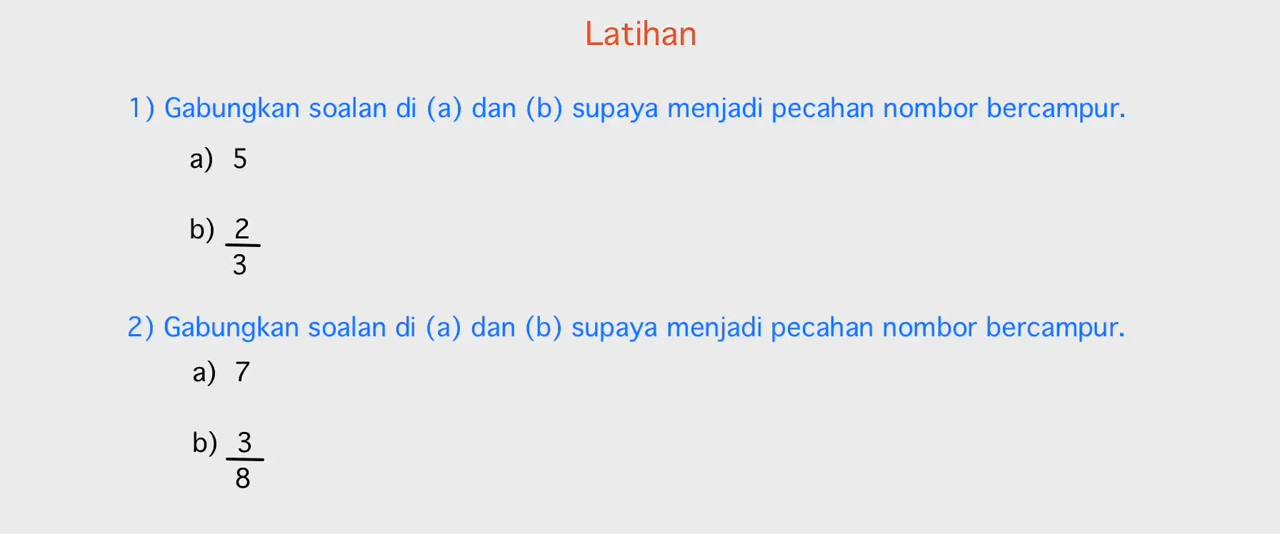 Latihan
1) Gabungkan soalan di (a) dan (b) supaya menjadi pecahan nombor bercampur.
a) 5
b) 2
3
2) Gabungkan soalan di (a) dan (b) supaya menjadi pecahan nombor bercampur.
a) 7
b) 3
8